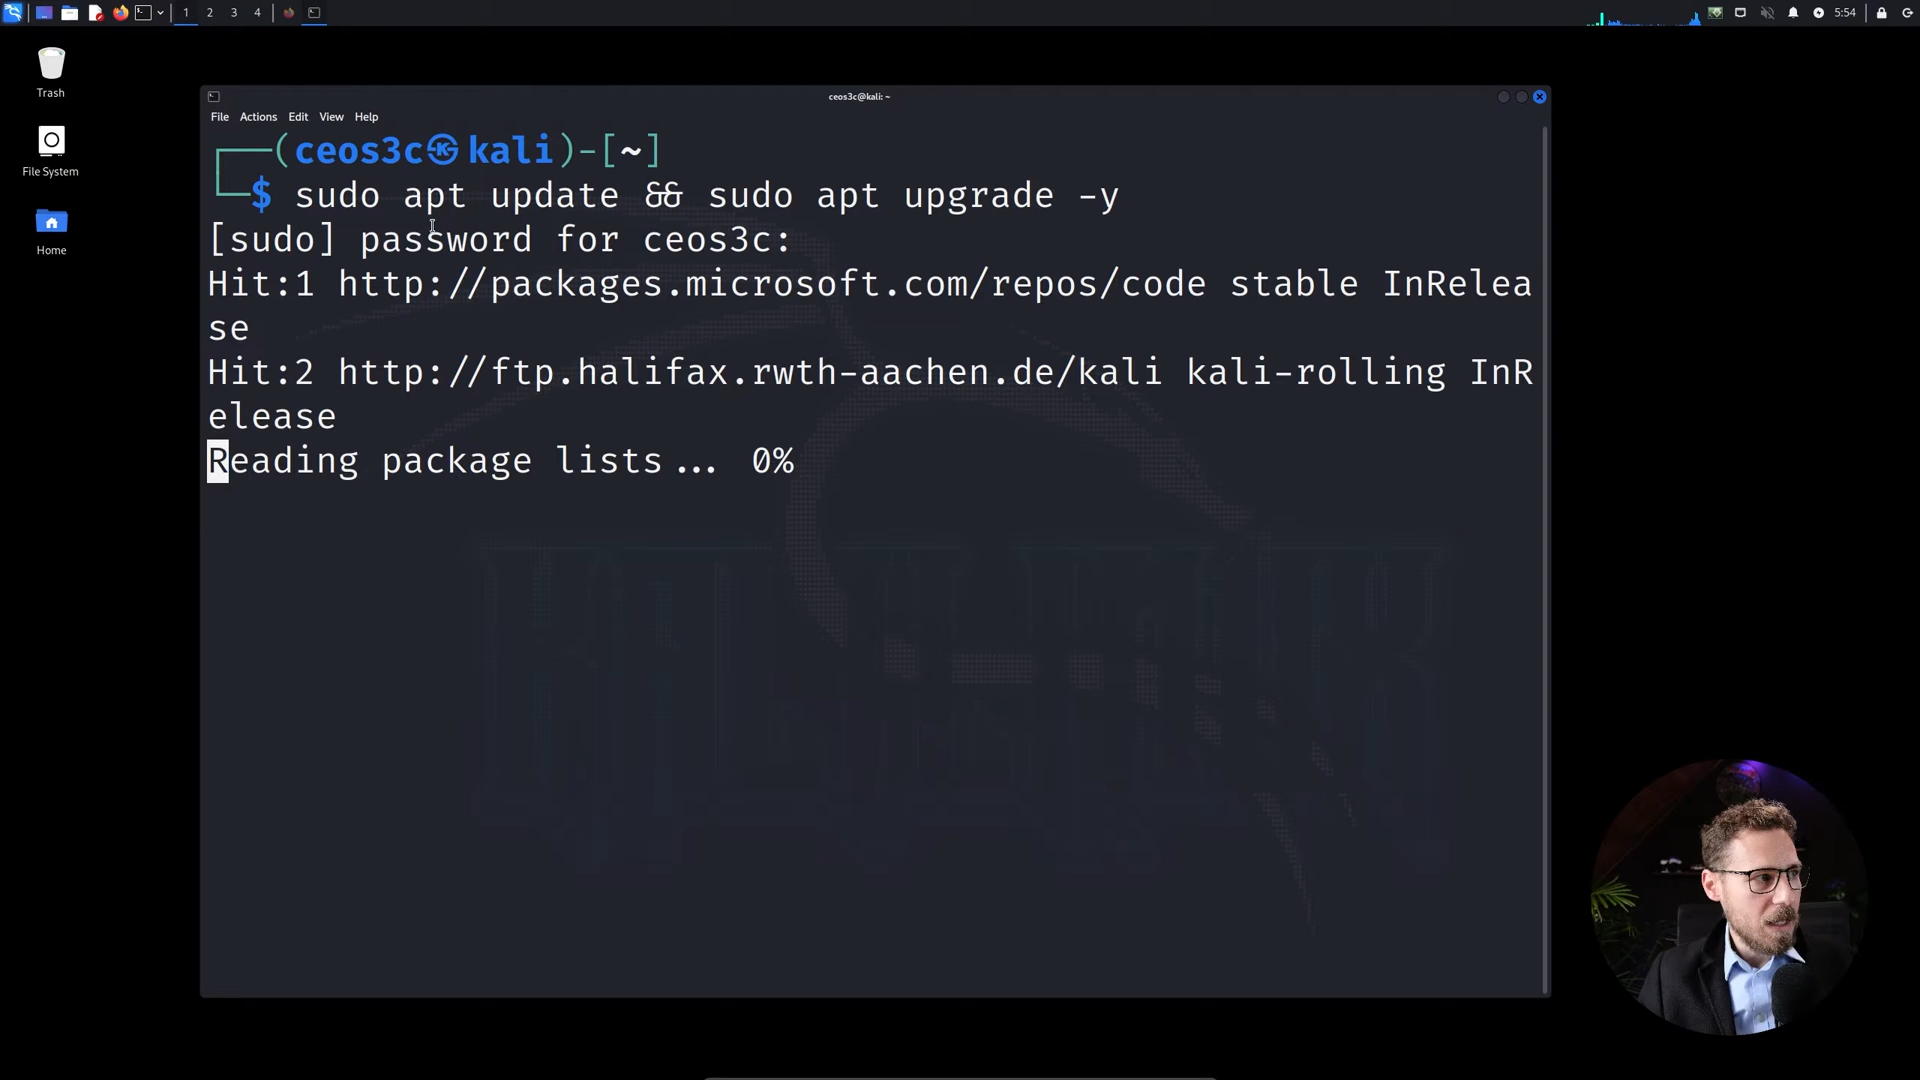 1 2 3 4
5:54
Trash
File System
Home
ceos3c@kali: ~
File Actions Edit View Help
┌──(ceos3c㉿kali)-[~]
└─$ sudo apt update && sudo apt upgrade -y
[sudo] password for ceos3c:
Hit:1 http://packages.microsoft.com/repos/code stable InRelea
se
Hit:2 http://ftp.halifax.rwth-aachen.de/kali kali-rolling InR
elease
Reading package lists... 0%